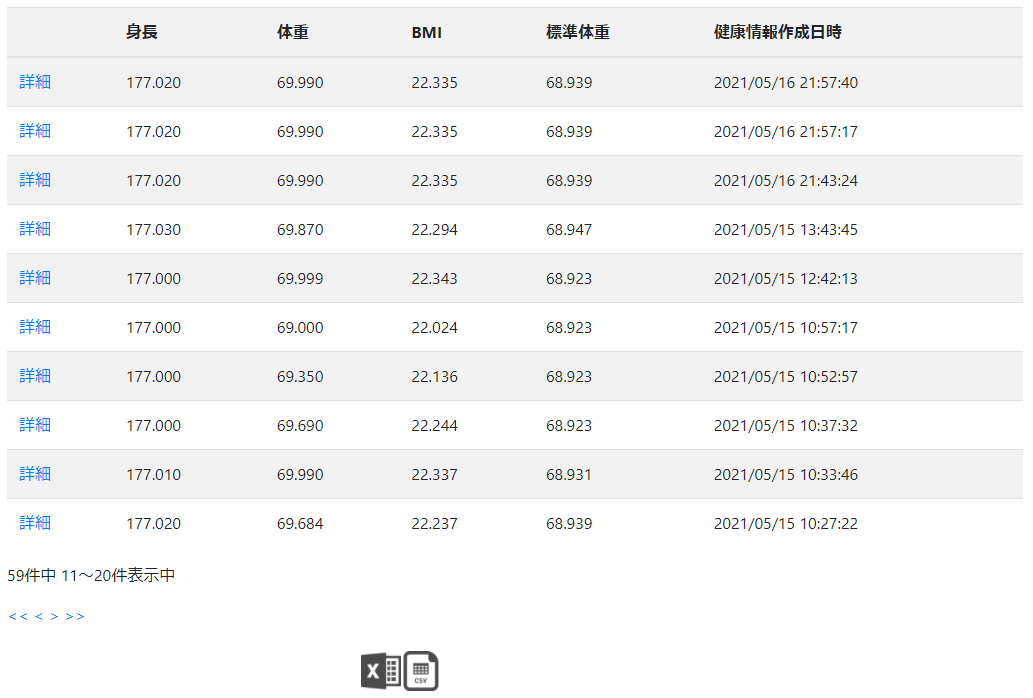 身長 体重 BMI 標準体重 健康情報作成日時
詳細 177.020 69.990 22.335 68.939 2021/05/16 21:57:40
詳細 177.020 69.990 22.335 68.939 2021/05/16 21:57:17
詳細 177.020 69.990 22.335 68.939 2021/05/16 21:43:24
詳細 177.030 69.870 22.294 68.947 2021/05/15 13:43:45
詳細 177.000 69.999 22.343 68.923 2021/05/15 12:42:13
詳細 177.000 69.000 22.024 68.923 2021/05/15 10:57:17
詳細 177.000 69.350 22.136 68.923 2021/05/15 10:52:57
詳細 177.000 69.690 22.244 68.923 2021/05/15 10:37:32
詳細 177.010 69.990 22.337 68.931 2021/05/15 10:33:46
詳細 177.020 69.684 22.237 68.939 2021/05/15 10:27:22
59件中 11～20件表示中
<< < > >>
X CSV